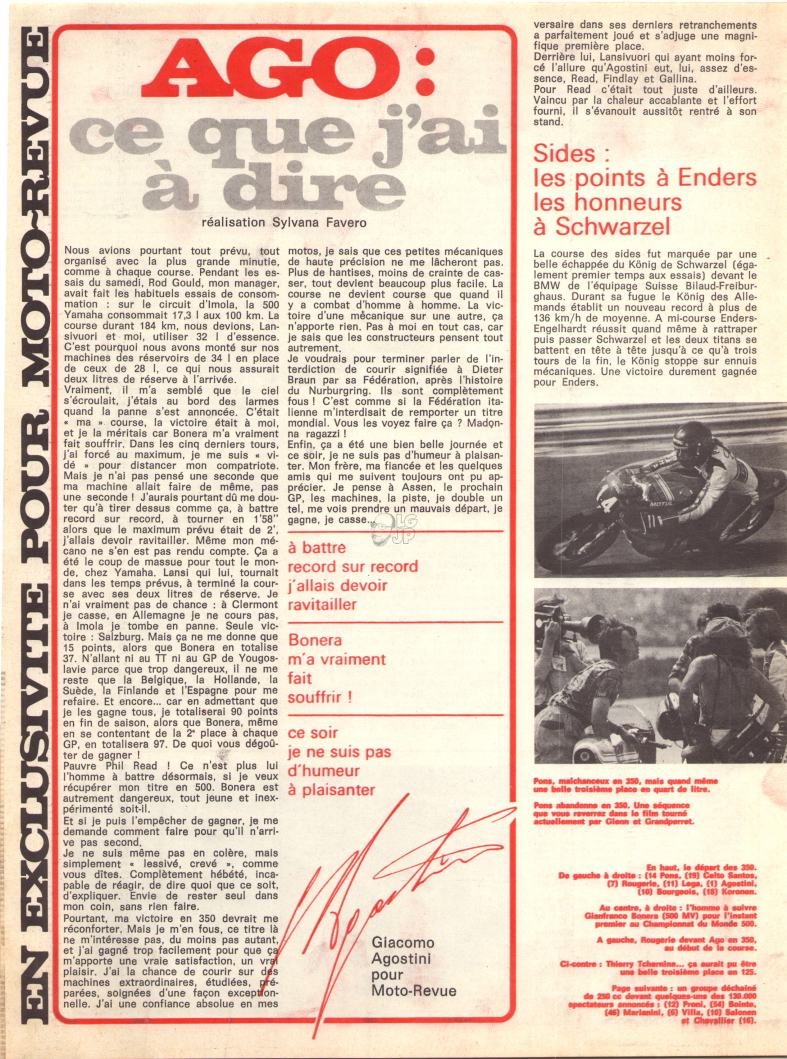 EN EXCLUSIVITE POUR MOTO-REVUE
AGO :
ce que j'ai
à dire
réalisation Sylvana Favero
Nous avions pourtant tout prévu, tout
organisé avec la plus grande minutie,
comme à chaque course. Pendant les es-
sais du samedi, Rod Gould, mon manager,
avait fait les habituels essais de consom-
mation : sur le circuit d'Imola, la 500
Yamaha consommait 17,3 l aux 100 km. La
course durant 184 km, nous devions, Lan-
sivuori et moi, utiliser 32 l d'essence.
C'est pourquoi nous avons monté sur nos
machines des réservoirs de 34 l en place
de ceux de 28 l, ce qui nous assurait
deux litres de réserve à l'arrivée.
Vraiment, il m'a semblé que le ciel
s'écroulait, j'étais au bord des larmes
quand la panne s'est annoncée. C'était
« ma » course, la victoire était à moi,
et je la méritais car Bonera m'a vraiment
fait souffrir. Dans les cinq derniers tours,
j'ai forcé au maximum, je me suis « vi-
dé » pour distancer mon compatriote.
Mais je n'ai pas pensé une seconde que
ma machine allait faire de même, pas
une seconde ! J'aurais pourtant dû me dou-
ter qu'à tirer dessus comme ça, à battre
record sur record, à tourner en 1'58"
alors que le maximum prévu était de 2',
j'allais devoir ravitailler. Même mon mé-
cano ne s'en est pas rendu compte. Ça a
été le coup de massue pour tout le mon-
de, chez Yamaha. Lansi qui lui, tournait
dans les temps prévus, à terminé la cour-
se avec ses deux litres de réserve. Je
n'ai vraiment pas de chance : à Clermont
je casse, en Allemagne je ne cours pas,
à Imola je tombe en panne. Seule vic-
toire : Salzburg. Mais ça ne me donne que
15 points, alors que Bonera en totalise
37. N'allant ni au TT ni au GP de Yougos-
lavie parce que trop dangereux, il ne me
reste que la Belgique, la Hollande, la
Suède, la Finlande et l'Espagne pour me
refaire. Et encore... car en admettant que
je les gagne tous, je totaliserai 90 points
en fin de saison, alors que Bonera, même
en se contentant de la 2e place à chaque
GP, en totalisera 97. De quoi vous dégoû-
ter de gagner !
Pauvre Phil Read ! Ce n'est plus lui
l'homme à battre désormais, si je veux
récupérer mon titre en 500. Bonera est
autrement dangereux, tout jeune et inex-
périmenté soit-il.
Et si je puis l'empêcher de gagner, je me
demande comment faire pour qu'il n'arri-
ve pas second.
Je ne suis même pas en colère, mais
simplement « lessivé, crevé », comme
vous dîtes. Complètement hébété, inca-
pable de réagir, de dire quoi que ce soit,
d'expliquer. Envie de rester seul dans
mon coin, sans rien faire.
Pourtant, ma victoire en 350 devrait me
réconforter. Mais je m'en fous, ce titre là
ne m'intéresse pas, du moins pas autant,
et j'ai gagné trop facilement pour que ça
m'apporte une vraie satisfaction, un vrai
plaisir. J'ai la chance de courir sur des
machines extraordinaires, étudiées, pré-
parées, soignées d'une façon exception-
nelle. J'ai une confiance absolue en mes
motos, je sais que ces petites mécaniques
de haute précision ne me lâcheront pas.
Plus de hantises, moins de crainte de cas-
ser, tout devient beaucoup plus facile. La
course ne devient course que quand il
y a combat d'homme à homme. La vic-
toire d'une mécanique sur une autre, ça
n'apporte rien. Pas à moi en tout cas, car
je sais que les constructeurs pensent tout
autrement.
Je voudrais pour terminer parler de l'in-
terdiction de courir signifiée à Dieter
Braun par sa Fédération, après l'histoire
du Nurburgring. Ils sont complètement
fous ! C'est comme si la Fédération ita-
lienne m'interdisait de remporter un titre
mondial. Vous les voyez faire ça ? Madon-
na ragazzi !
Enfin, ça a été une bien belle journée et
ce soir, je ne suis pas d'humeur à plaisan-
ter. Mon frère, ma fiancée et les quelques
amis qui me suivent toujours ont pu ap-
précier. Je pense à Assen, le prochain
GP, les machines, la piste, je double un
tel, me vois prendre un mauvais départ, je
gagne, je casse...
LG
JP
à battre
record sur record
j'allais devoir
ravitailler
Bonera
m'a vraiment
fait
souffrir !
ce soir
je ne suis pas
d'humeur
à plaisanter
Giacomo
Agostini
pour
Moto-Revue
versaire dans ses derniers retranchements
a parfaitement joué et s'adjuge une magni-
fique première place.
Derrière lui, Lansivuori qui ayant moins for-
cé l'allure qu'Agostini eut, lui, assez d'es-
sence, Read, Findlay et Gallina.
Pour Read c'était tout juste d'ailleurs.
Vaincu par la chaleur accablante et l'effort
fourni, il s'évanouit aussitôt rentré à son
stand.
Sides :
les points à Enders
les honneurs
à Schwarzel
La course des sides fut marquée par une
belle échappée du König de Schwarzel (éga-
lement premier temps aux essais) devant le
BMW de l'équipage Suisse Bilaud-Freibur-
ghaus. Durant sa fugue le König des Alle-
mands établit un nouveau record à plus de
136 km/h de moyenne. A mi-course Enders-
Engelhardt réussit quand même à rattraper
puis passer Schwarzel et les deux titans se
battent en tête à tête jusqu'à ce qu'à trois
tours de la fin, le König stoppe sur ennuis
mécaniques. Une victoire durement gagnée
pour Enders.
MOTUL
Pons, malchanceux en 350, mais quand même
une belle troisième place en quart de litre.
Pons abandonne en 350. Une séquence
que vous reverrez dans le film tourné
actuellement par Glenn et Grandperret.
En haut, le départ des 350.
De gauche à droite : (14 Pons, (19) Celto Santos,
(7) Rougerie, (11) Lega, (1) Agostini,
(10) Bourgeois, (18) Koronen.
Au centre, à droite : l'homme à suivre
Gianfranco Bonera (500 MV) pour l'instant
premier au Championnat du Monde 500.
A gauche, Rougerie devant Ago en 350,
au début de la course.
Ci-contre : Thierry Tchernine... ça aurait pu être
une belle troisième place en 125.
Page suivante : un groupe déchainé
de 250 cc devant quelques-uns des 130.000
spectateurs annoncés : (12) Proni, (54) Bointe,
(46) Marianini, (6) Villa, (10) Salonen
et Chevallier (16).